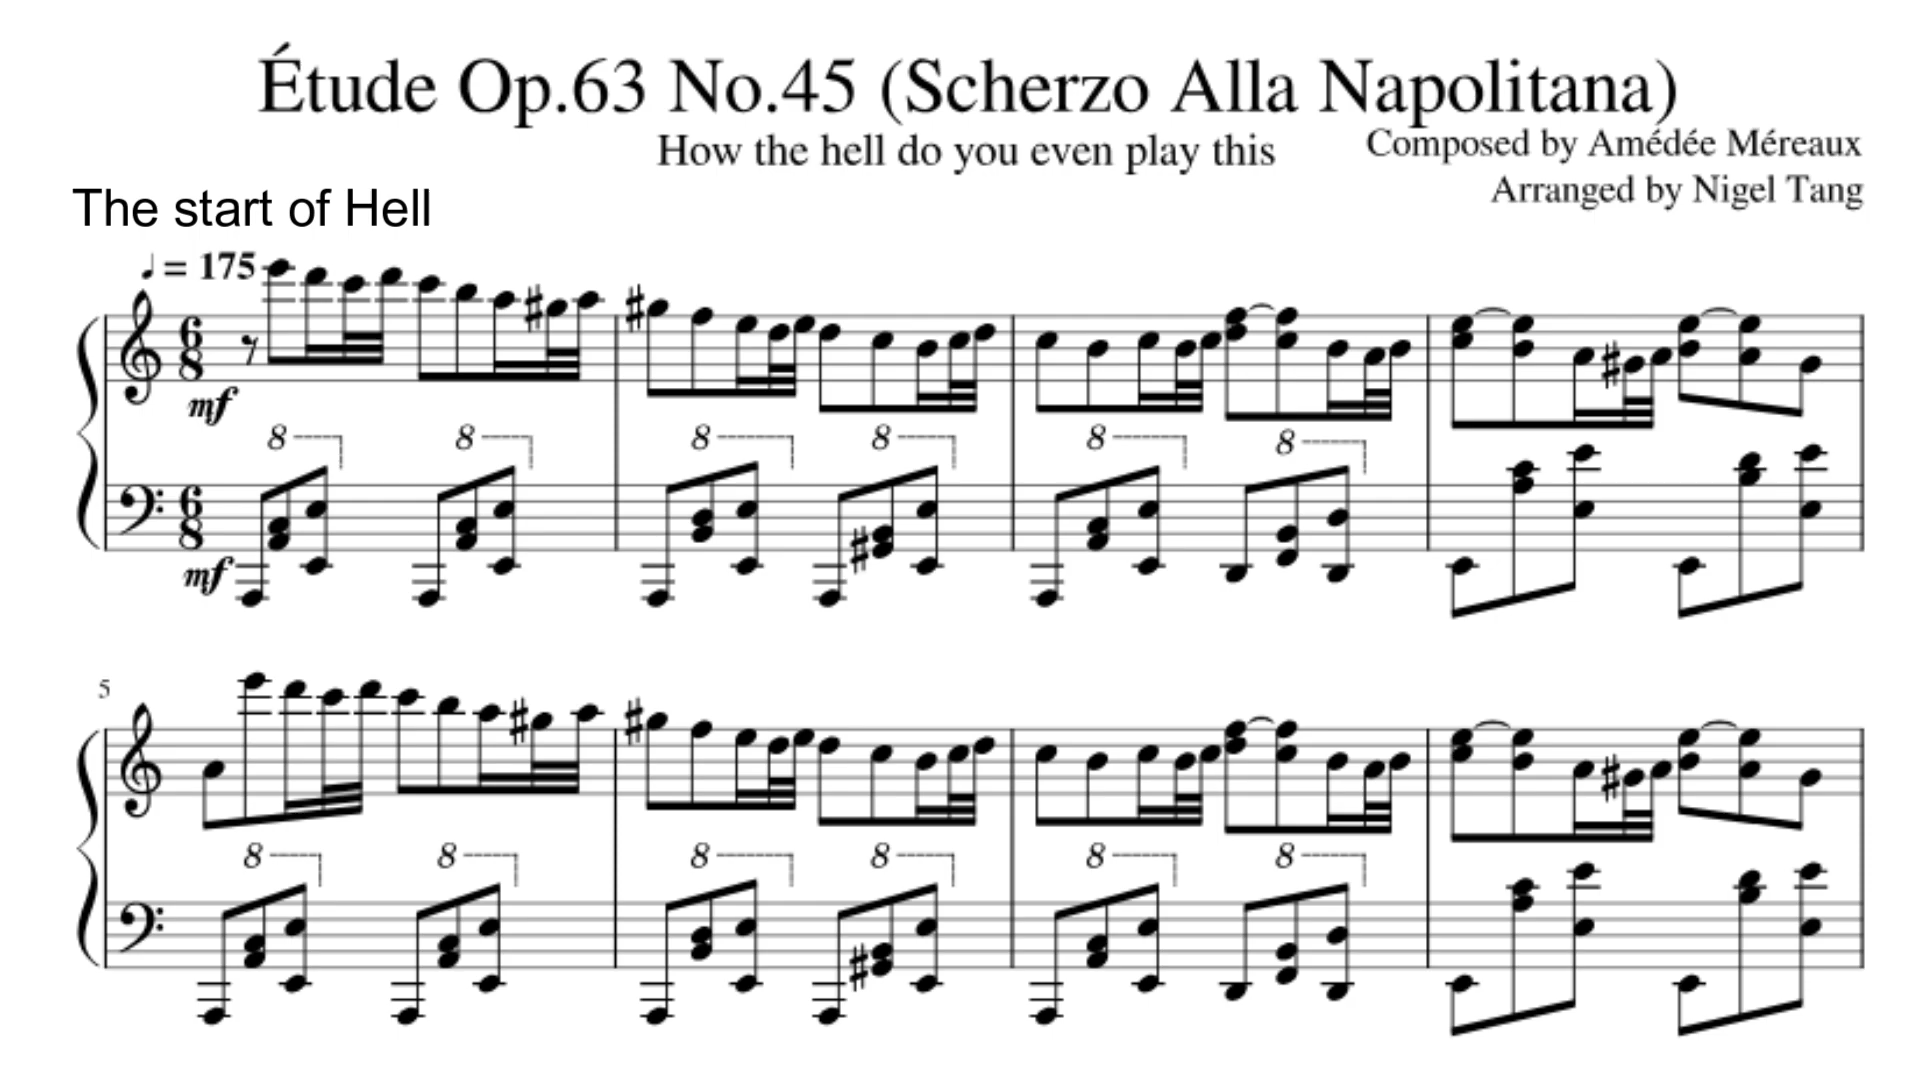 Étude Op.63 No.45 (Scherzo Alla Napolitana)
How the hell do you even play this
Composed by Amédée Méreaux
Arranged by Nigel Tang
The start of Hell
♩ = 175
6 8
mf
8 8 8 8 8 8
6 8
mf
5
8 8 8 8 8 8